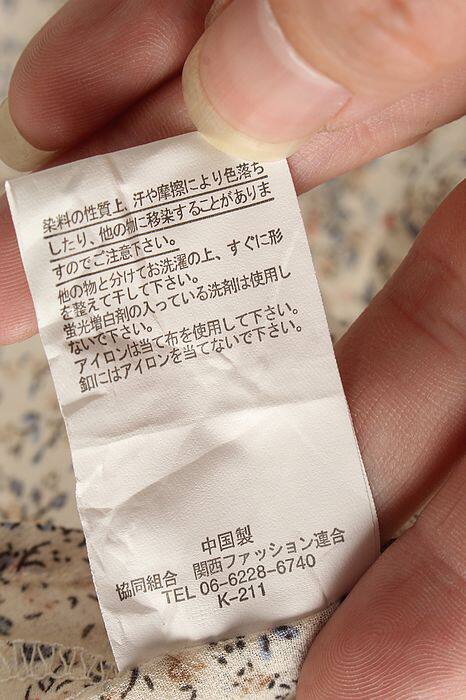 染料の性質上、汗や摩擦により色落ち
したり、他の物に移染することがありま
すのでご注意下さい。
他の物と分けてお洗濯の上、すぐに形
を整えて干して下さい。
蛍光増白剤の入っている洗剤は使用し
ないで下さい。
アイロンは当て布を使用して下さい。
釦にはアイロンを当てないで下さい。
中国製
協同組合 関西ファッション連合
TEL 06-6228-6740
K-211